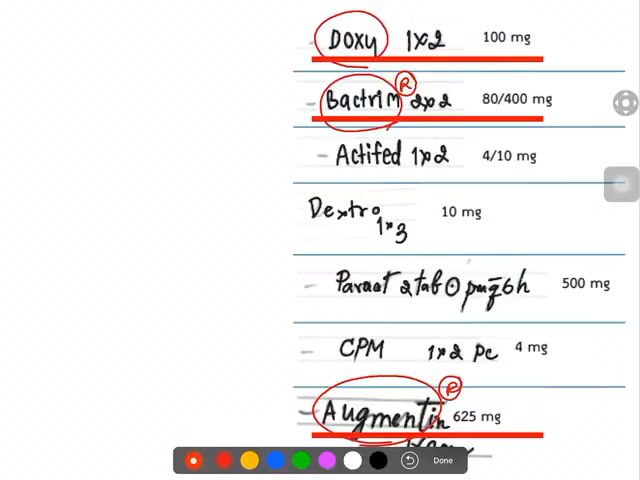 - Doxy 1x2 100 mg
- Bactrim ® 2x2 80/400 mg
- Actifed 1x2 4/10 mg
Dextro 1x3 10 mg
- Paracet 2 tab prn q̄ 6h 500 mg
- CPM 1x2 pc 4 mg
- Augmentin ® 625 mg
Done